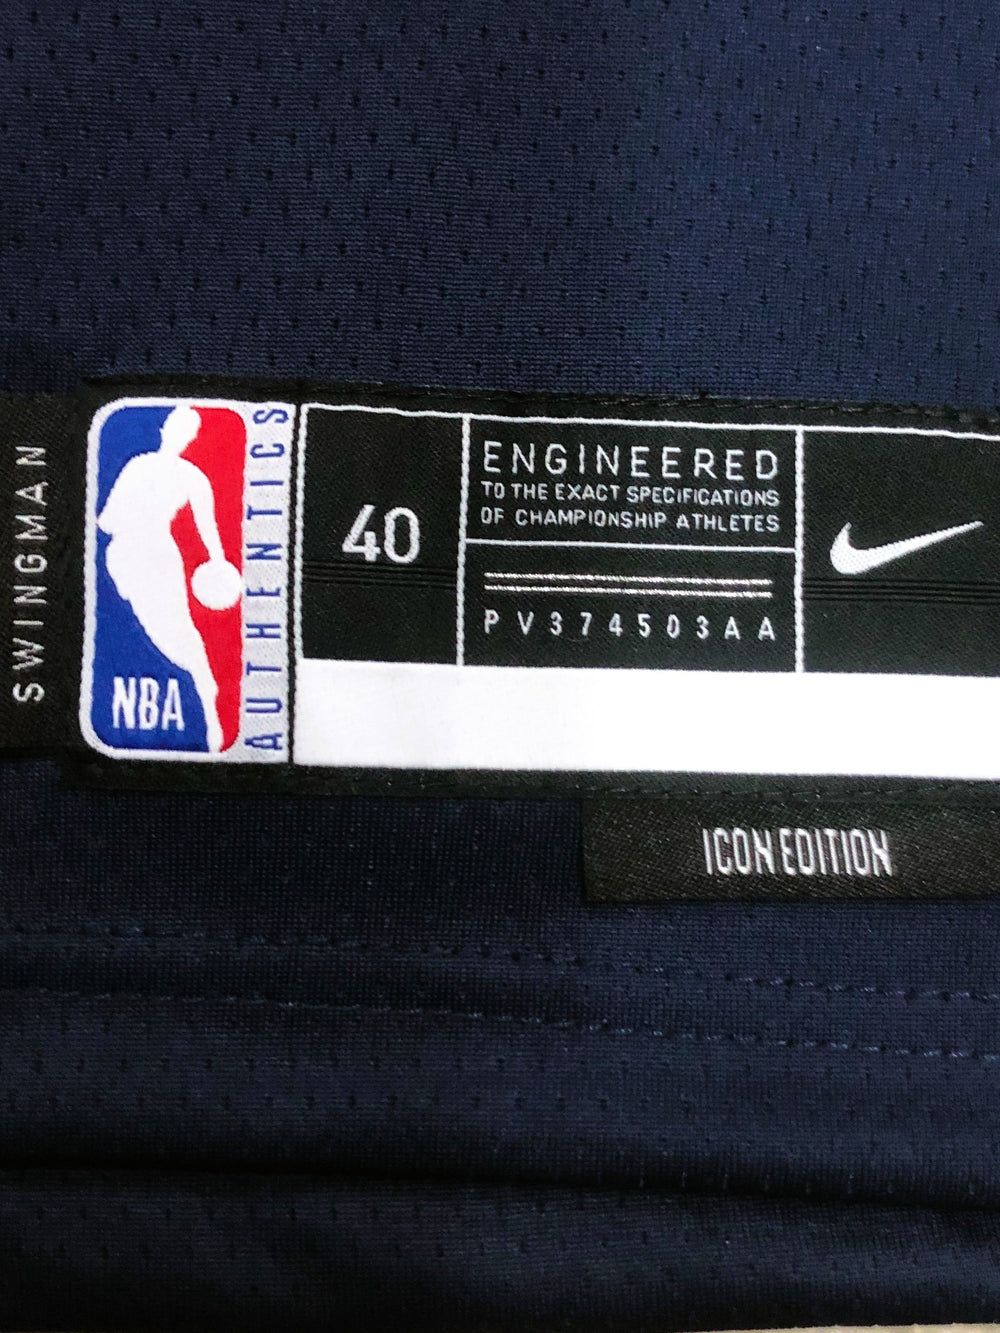 SWINGMAN
NBA
AUTHENTICS
40
ENGINEERED
TO THE EXACT SPECIFICATIONS
OF CHAMPIONSHIP ATHLETES
PV374503AA
ICON EDITION